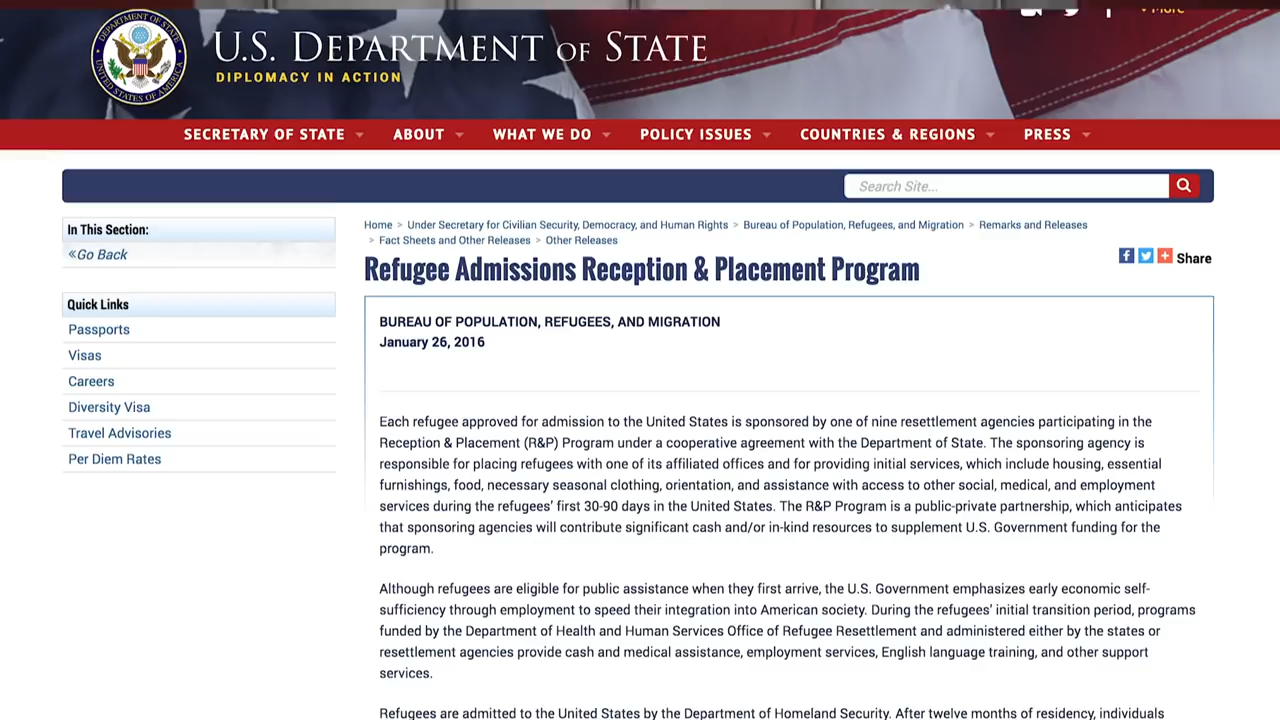 DEPARTMENT OF STATE
UNITED STATES OF AMERICA
U.S. DEPARTMENT OF STATE
DIPLOMACY IN ACTION
SECRETARY OF STATE ABOUT WHAT WE DO POLICY ISSUES COUNTRIES & REGIONS PRESS
Search Site...
In This Section:
«Go Back
Quick Links
Passports
Visas
Careers
Diversity Visa
Travel Advisories
Per Diem Rates
Home > Under Secretary for Civilian Security, Democracy, and Human Rights > Bureau of Population, Refugees, and Migration > Remarks and Releases
> Fact Sheets and Other Releases > Other Releases
Share
Refugee Admissions Reception & Placement Program
BUREAU OF POPULATION, REFUGEES, AND MIGRATION
January 26, 2016
Each refugee approved for admission to the United States is sponsored by one of nine resettlement agencies participating in the
Reception & Placement (R&P) Program under a cooperative agreement with the Department of State. The sponsoring agency is
responsible for placing refugees with one of its affiliated offices and for providing initial services, which include housing, essential
furnishings, food, necessary seasonal clothing, orientation, and assistance with access to other social, medical, and employment
services during the refugees' first 30-90 days in the United States. The R&P Program is a public-private partnership, which anticipates
that sponsoring agencies will contribute significant cash and/or in-kind resources to supplement U.S. Government funding for the
program.
Although refugees are eligible for public assistance when they first arrive, the U.S. Government emphasizes early economic self-
sufficiency through employment to speed their integration into American society. During the refugees' initial transition period, programs
funded by the Department of Health and Human Services Office of Refugee Resettlement and administered either by the states or
resettlement agencies provide cash and medical assistance, employment services, English language training, and other support
services.
Refugees are admitted to the United States by the Department of Homeland Security. After twelve months of residency, individuals